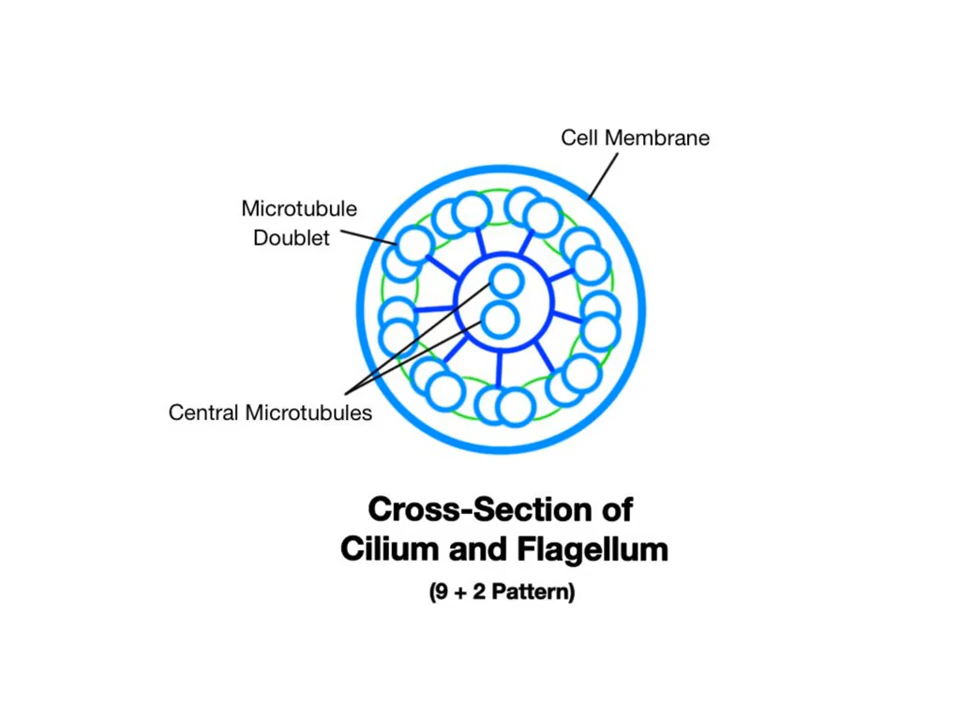 Cell Membrane
Microtubule
Doublet
Central Microtubules
Cross-Section of
Cilium and Flagellum
(9 + 2 Pattern)